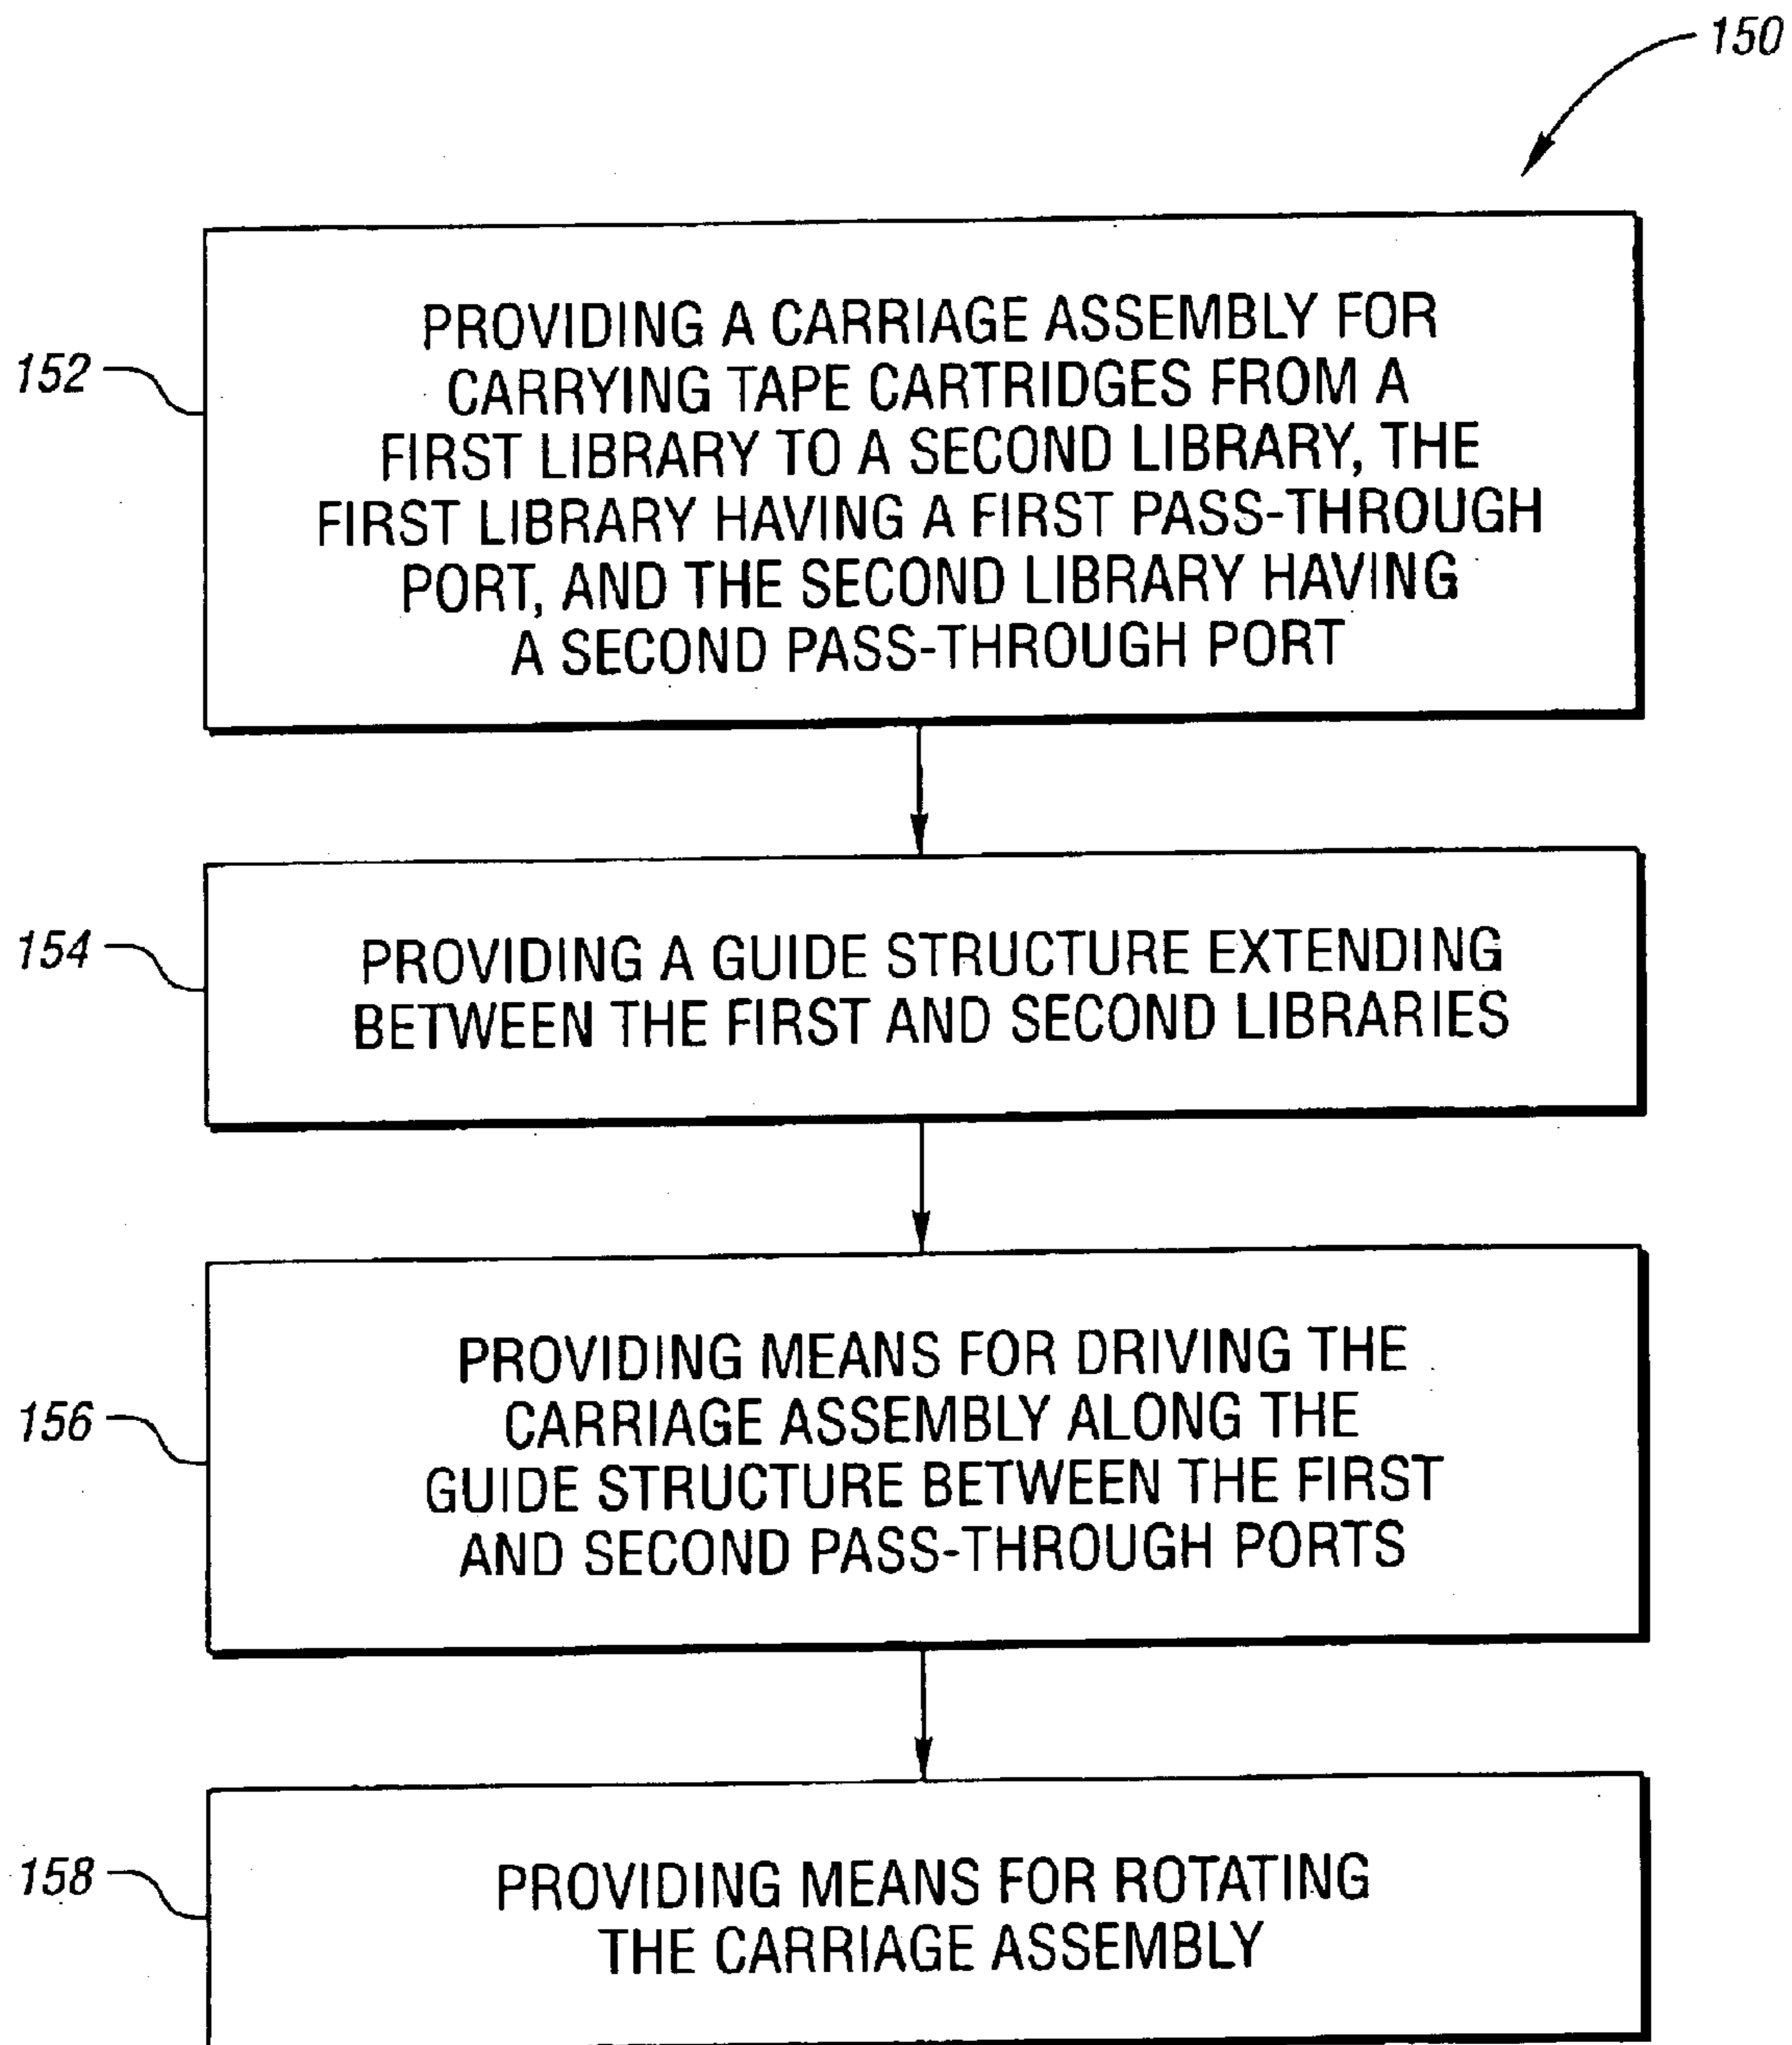 150
152
PROVIDING A CARRIAGE ASSEMBLY FOR
CARRYING TAPE CARTRIDGES FROM A
FIRST LIBRARY TO A SECOND LIBRARY, THE
FIRST LIBRARY HAVING A FIRST PASS-THROUGH
PORT, AND THE SECOND LIBRARY HAVING
A SECOND PASS-THROUGH PORT
154
PROVIDING A GUIDE STRUCTURE EXTENDING
BETWEEN THE FIRST AND SECOND LIBRARIES
156
PROVIDING MEANS FOR DRIVING THE
CARRIAGE ASSEMBLY ALONG THE
GUIDE STRUCTURE BETWEEN THE FIRST
AND SECOND PASS-THROUGH PORTS
158
PROVIDING MEANS FOR ROTATING
THE CARRIAGE ASSEMBLY